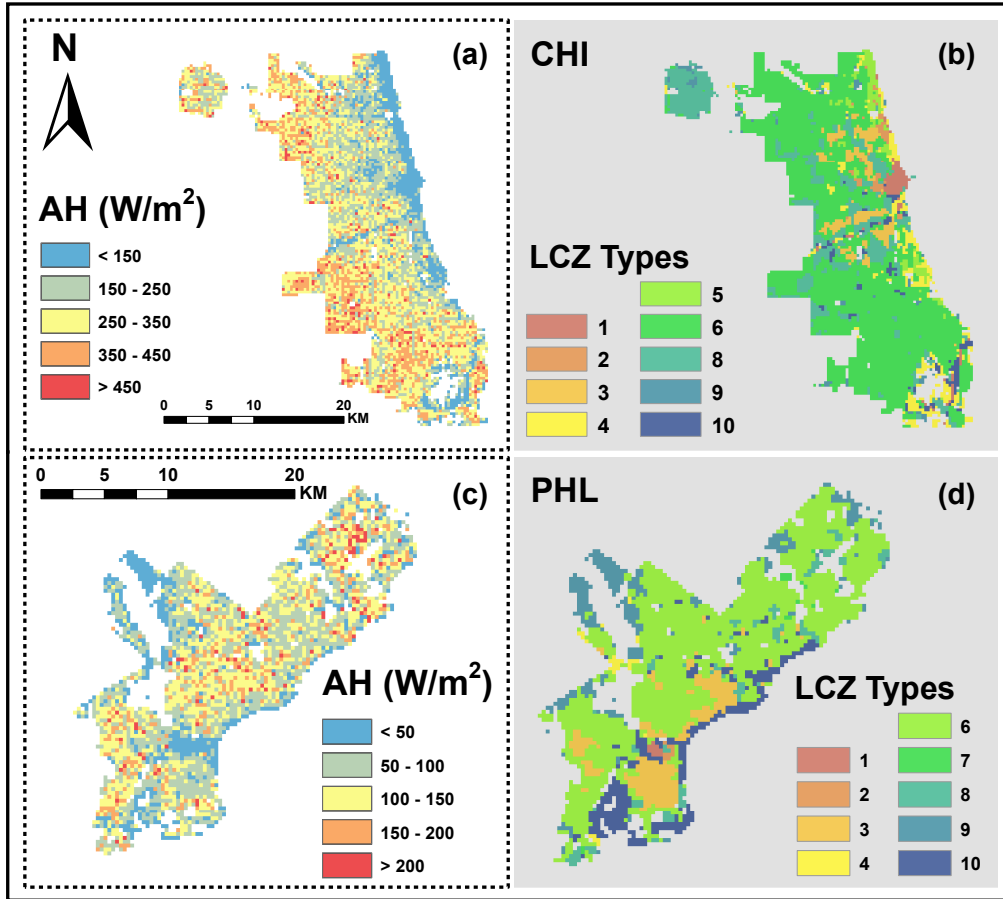 N
(a)
AH (W/m²)
< 150
150 - 250
250 - 350
350 - 450
> 450
0 5 10 20
KM
CHI
(b)
LCZ Types
1
2
3
4
5
6
8
9
10
0 5 10 20
KM
(c)
AH (W/m²)
< 50
50 - 100
100 - 150
150 - 200
> 200
PHL
(d)
LCZ Types
1
2
3
4
6
7
8
9
10